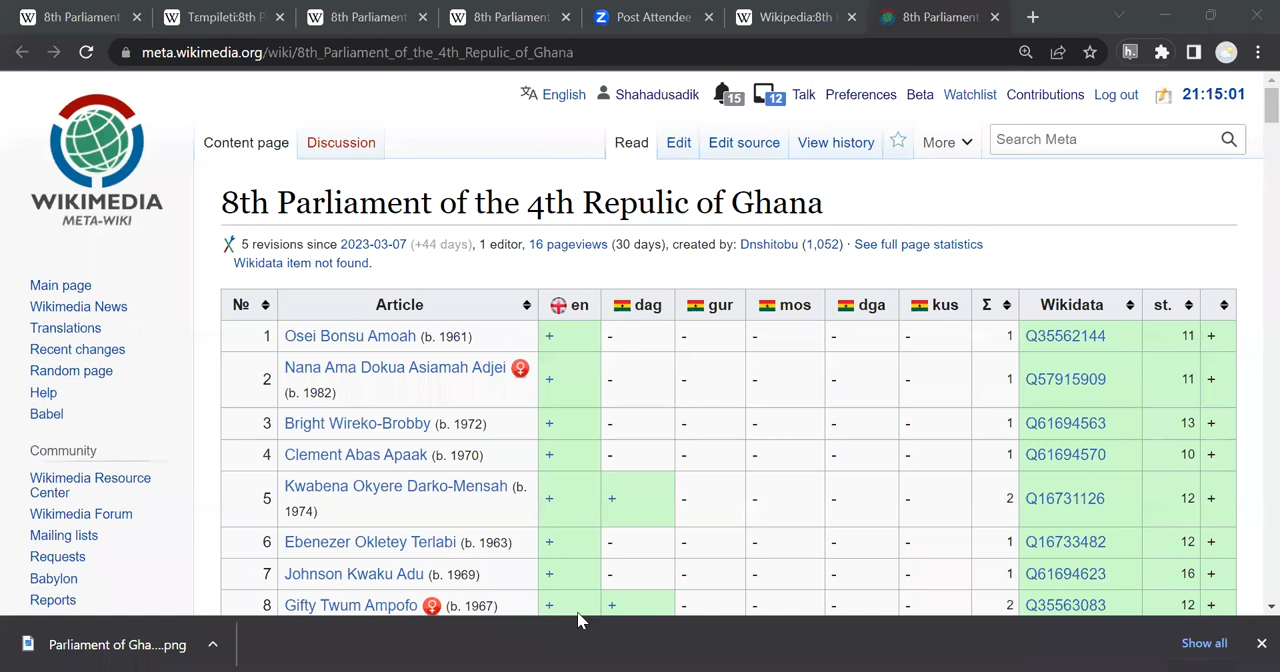 8th Parliament
Tɛmpileti:8th P
8th Parliament
8th Parliament
Post Attendee
Wikipedia:8th
8th Parliament
meta.wikimedia.org/wiki/8th_Parliament_of_the_4th_Repulic_of_Ghana
English Shahadusadik 15 12 Talk Preferences Beta Watchlist Contributions Log out 21:15:01
Content page Discussion Read Edit Edit source View history More Search Meta
WIKIMEDIA
META-WIKI
8th Parliament of the 4th Repulic of Ghana
5 revisions since 2023-03-07 (+44 days), 1 editor, 16 pageviews (30 days), created by: Dnshitobu (1,052) · See full page statistics
Wikidata item not found.
Main page
Wikimedia News
Translations
Recent changes
Random page
Help
Babel
Community
Wikimedia Resource
Center
Wikimedia Forum
Mailing lists
Requests
Babylon
Reports
№ Article en dag gur mos dga kus Σ Wikidata st.
1 Osei Bonsu Amoah (b. 1961) + - - - - - 1 Q35562144 11 +
2 Nana Ama Dokua Asiamah Adjei (b. 1982) + - - - - - 1 Q57915909 11 +
3 Bright Wireko-Brobby (b. 1972) + - - - - - 1 Q61694563 13 +
4 Clement Abas Apaak (b. 1970) + - - - - - 1 Q61694570 10 +
5 Kwabena Okyere Darko-Mensah (b. 1974) + + - - - - 2 Q16731126 12 +
6 Ebenezer Okletey Terlabi (b. 1963) + - - - - - 1 Q16733482 12 +
7 Johnson Kwaku Adu (b. 1969) + - - - - - 1 Q61694623 16 +
8 Gifty Twum Ampofo (b. 1967) + + - - - - 2 Q35563083 12 +
Parliament of Gha....png
Show all